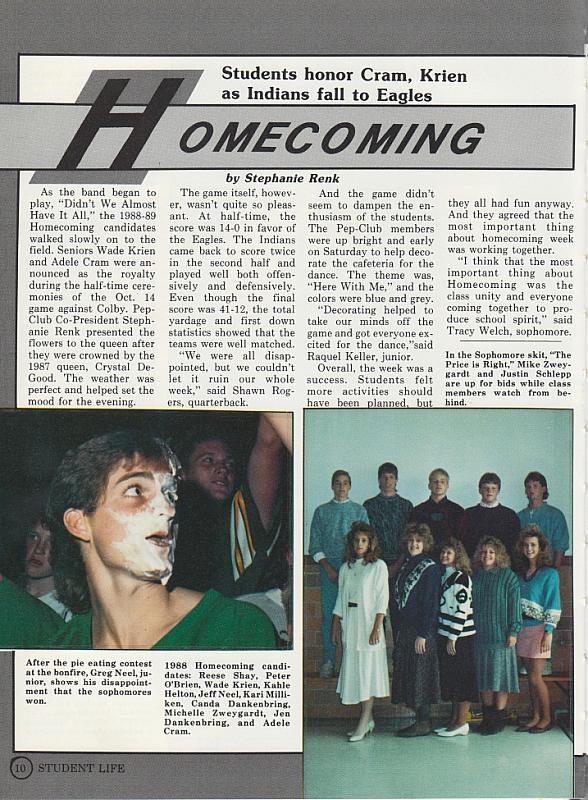 Students honor Cram, Krien
as Indians fall to Eagles
HOMECOMING
by Stephanie Renk
As the band began to
play, “Didn’t We Almost
Have It All,” the 1988-89
Homecoming candidates
walked slowly on to the
field. Seniors Wade Krien
and Adele Cram were an-
nounced as the royalty
during the half-time cere-
monies of the Oct. 14
game against Colby. Pep-
Club Co-President Steph-
anie Renk presented the
flowers to the queen after
they were crowned by the
1987 queen, Crystal De-
Good. The weather was
perfect and helped set the
mood for the evening.
The game itself, howev-
er, wasn’t quite so pleas-
ant. At half-time, the
score was 14-0 in favor of
the Eagles. The Indians
came back to score twice
in the second half and
played well both offen-
sively and defensively.
Even though the final
score was 41-12, the total
yardage and first down
statistics showed that the
teams were well matched.
“We were all disap-
pointed, but we couldn’t
let it ruin our whole
week,” said Shawn Rog-
ers, quarterback.
And the game didn’t
seem to dampen the en-
thusiasm of the students.
The Pep-Club members
were up bright and early
on Saturday to help deco-
rate the cafeteria for the
dance. The theme was,
“Here With Me,” and the
colors were blue and grey.
“Decorating helped to
take our minds off the
game and got everyone ex-
cited for the dance,”said
Raquel Keller, junior.
Overall, the week was a
success. Students felt
more activities should
have been planned, but
they all had fun anyway.
And they agreed that the
most important thing
about homecoming week
was working together.
“I think that the most
important thing about
Homecoming was the
class unity and everyone
coming together to pro-
duce school spirit,” said
Tracy Welch, sophomore.
In the Sophomore skit, “The
Price is Right,” Mike Zwey-
gardt and Justin Schlepp
are up for bids while class
members watch from be-
hind.
After the pie eating contest
at the bonfire, Greg Neel, ju-
nior, shows his disappoint-
ment that the sophomores
won.
1988 Homecoming candi-
dates: Reese Shay, Peter
O’Brien, Wade Krien, Kahle
Helton, Jeff Neel, Kari Milli-
ken, Canda Dankenbring,
Michelle Zweygardt, Jen
Dankenbring, and Adele
Cram.
10 STUDENT LIFE